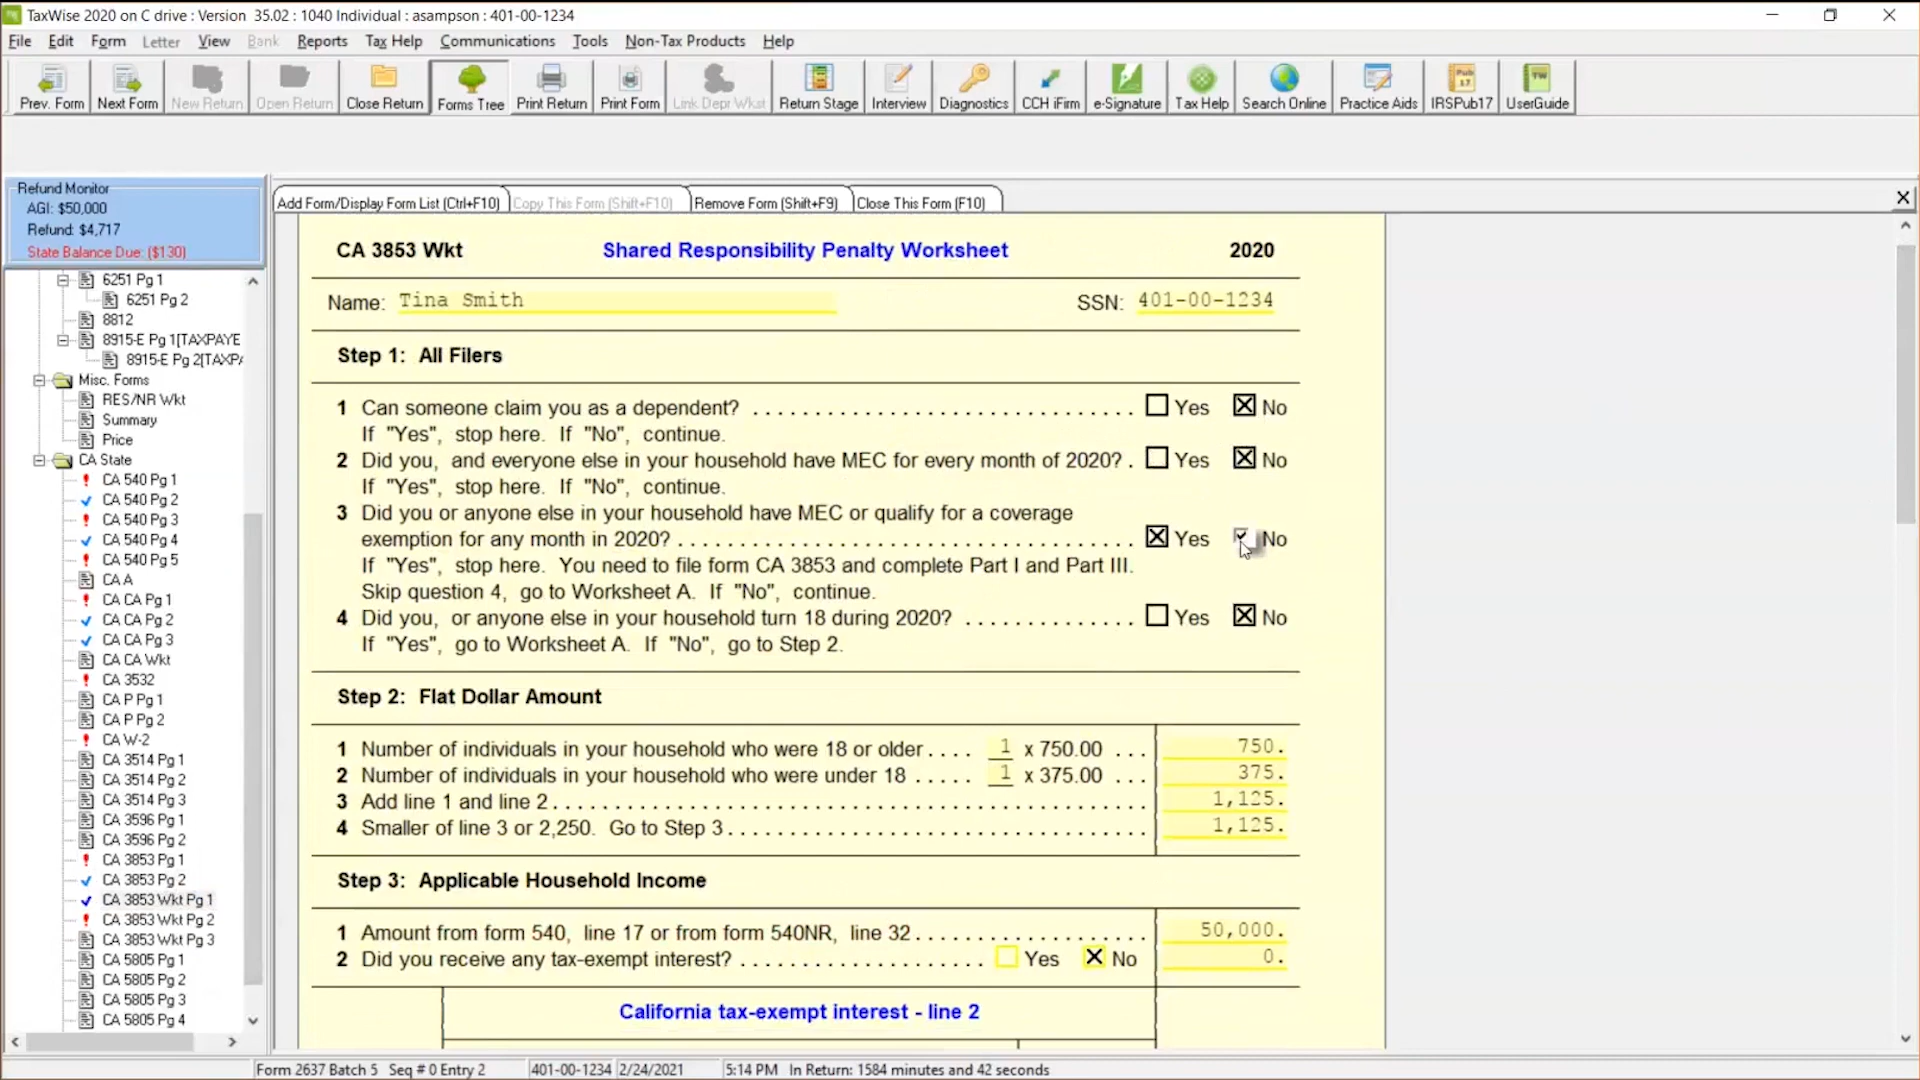 TaxWise 2020 on C drive : Version 35.02 : 1040 Individual : asampson : 401-00-1234
File Edit Form Letter View Bank Reports Tax Help Communications Tools Non-Tax Products Help
Prev. Form Next Form New Return Open Return Close Return Forms Tree Print Return Print Form Link Depr Wkst Return Stage Interview Diagnostics CCH iFirm e-Signature Tax Help Search Online Practice Aids IRSPub17 UserGuide
Refund Monitor
AGI: $50,000
Refund: $4,717
State Balance Due: ($130)
6251 Pg 1
6251 Pg 2
8812
8915-E Pg 1[TAXPAYE
8915-E Pg 2[TAXPA
Misc. Forms
RES/NR Wkt
Summary
Price
CA State
CA 540 Pg 1
CA 540 Pg 2
CA 540 Pg 3
CA 540 Pg 4
CA 540 Pg 5
CA A
CA CA Pg 1
CA CA Pg 2
CA CA Pg 3
CA CA Wkt
CA 3532
CA P Pg 1
CA P Pg 2
CA W-2
CA 3514 Pg 1
CA 3514 Pg 2
CA 3514 Pg 3
CA 3596 Pg 1
CA 3596 Pg 2
CA 3853 Pg 1
CA 3853 Pg 2
CA 3853 Wkt Pg 1
CA 3853 Wkt Pg 2
CA 3853 Wkt Pg 3
CA 5805 Pg 1
CA 5805 Pg 2
CA 5805 Pg 3
CA 5805 Pg 4
Add Form/Display Form List (Ctrl+F10) Copy This Form (Shift+F10) Remove Form (Shift+F9) Close This Form (F10)
CA 3853 Wkt Shared Responsibility Penalty Worksheet 2020
Name: Tina Smith SSN: 401-00-1234
Step 1: All Filers
1 Can someone claim you as a dependent? Yes No
If "Yes", stop here. If "No", continue.
2 Did you, and everyone else in your household have MEC for every month of 2020? . Yes No
If "Yes", stop here. If "No", continue.
3 Did you or anyone else in your household have MEC or qualify for a coverage
exemption for any month in 2020? Yes No
If "Yes", stop here. You need to file form CA 3853 and complete Part I and Part III.
Skip question 4, go to Worksheet A. If "No", continue.
4 Did you, or anyone else in your household turn 18 during 2020? Yes No
If "Yes", go to Worksheet A. If "No", go to Step 2.
Step 2: Flat Dollar Amount
1 Number of individuals in your household who were 18 or older . . . . 1 x 750.00 . . . 750.
2 Number of individuals in your household who were under 18 . . . . . 1 x 375.00 . . . 375.
3 Add line 1 and line 2 1,125.
4 Smaller of line 3 or 2,250. Go to Step 3 1,125.
Step 3: Applicable Household Income
1 Amount from form 540, line 17 or from form 540NR, line 32 50,000.
2 Did you receive any tax-exempt interest? Yes No 0.
California tax-exempt interest - line 2
Form 2637 Batch 5 Seq # 0 Entry 2 401-00-1234 2/24/2021 5:14 PM In Return: 1584 minutes and 42 seconds